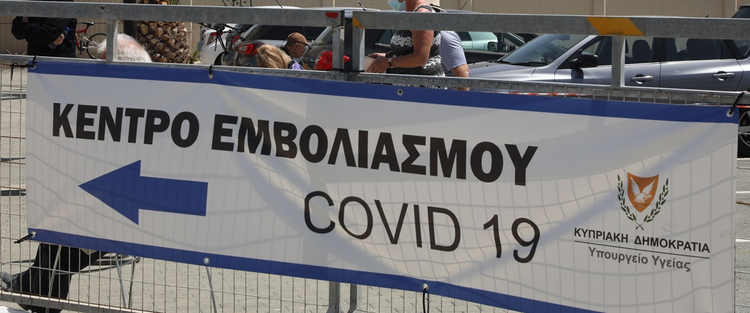 ΚΕΝΤΡΟ ΕΜΒΟΛΙΑΣΜΟΥ
COVID 19
ΚΥΠΡΙΑΚΗ ΔΗΜΟΚΡΑΤΙΑ
Υπουργείο Υγείας